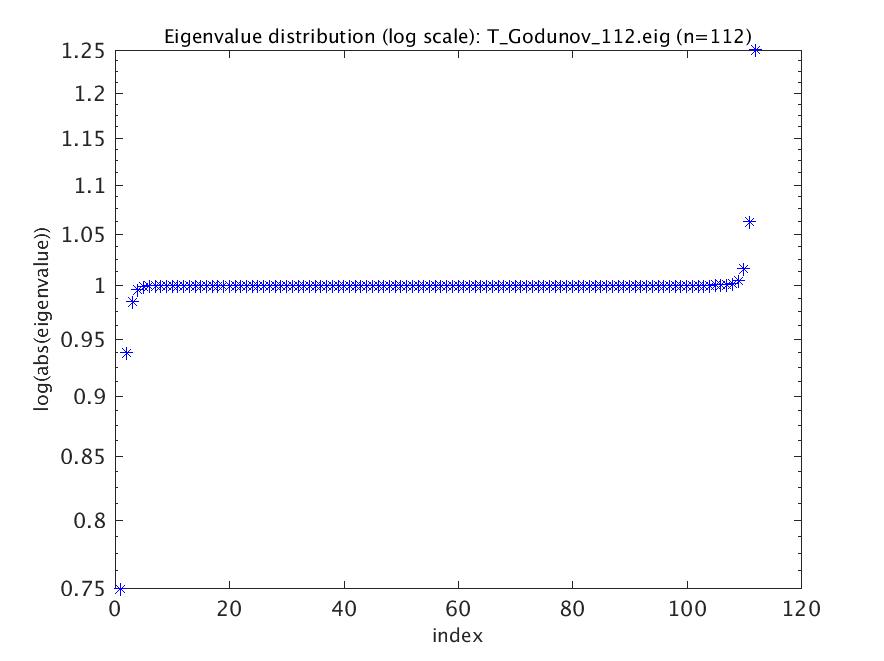 Eigenvalue distribution (log scale): T_Godunov_112.eig (n=112)
1.25
1.2
1.15
1.1
1.05
1
0.95
0.9
0.85
0.8
0.75
log(abs(eigenvalue))
0 20 40 60 80 100 120
index